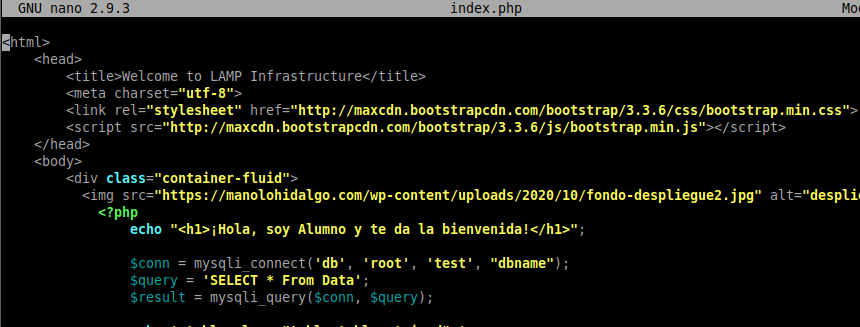 GNU nano 2.9.3 index.php
<html>
<head>
<title>Welcome to LAMP Infrastructure</title>
<meta charset="utf-8">
<link rel="stylesheet" href="http://maxcdn.bootstrapcdn.com/bootstrap/3.3.6/css/bootstrap.min.css">
<script src="http://maxcdn.bootstrapcdn.com/bootstrap/3.3.6/js/bootstrap.min.js"></script>
</head>
<body>
<div class="container-fluid">
<img src="https://manolohidalgo.com/wp-content/uploads/2020/10/fondo-despliegue2.jpg" alt="
<?php
echo "<h1>¡Hola, soy Alumno y te da la bienvenida!</h1>";
$conn = mysqli_connect('db', 'root', 'test', "dbname");
$query = 'SELECT * From Data';
$result = mysqli_query($conn, $query);